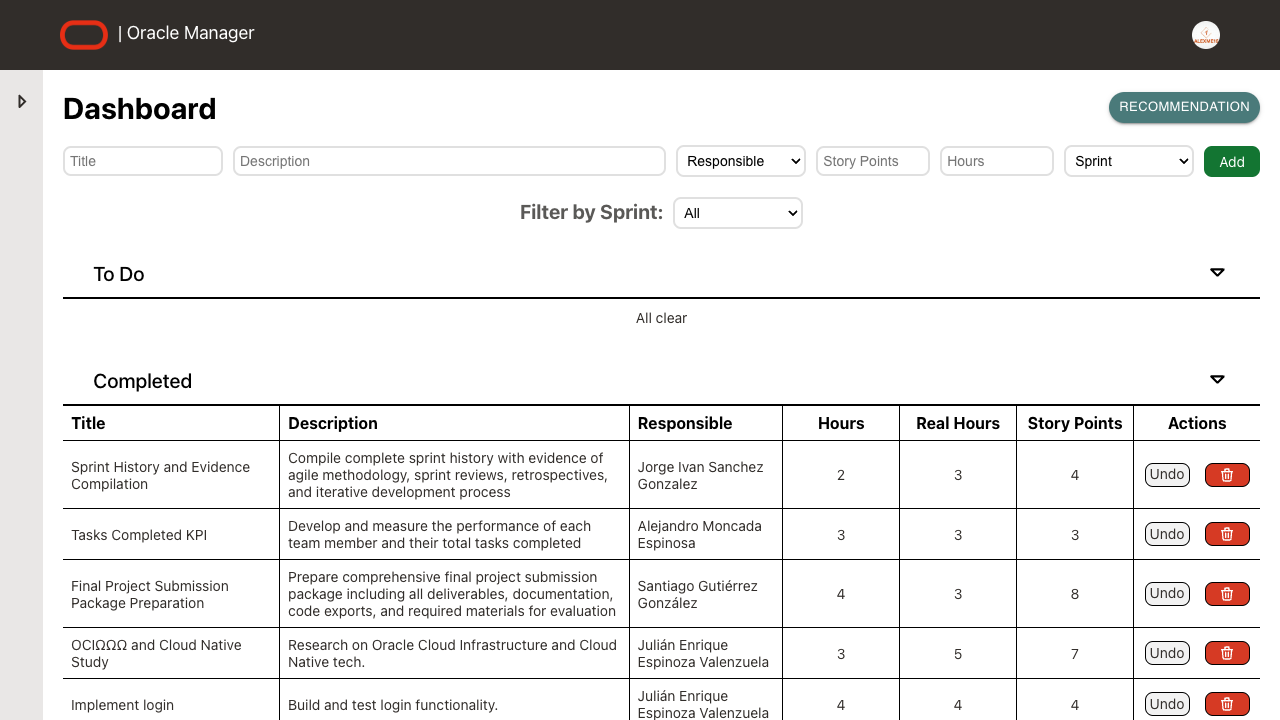 | Oracle Manager
Dashboard
RECOMMENDATION
Title
Description
Responsible
Story Points
Hours
Sprint
Add
Filter by Sprint:
All
To Do
All clear
Completed
Title
Description
Responsible
Hours
Real Hours
Story Points
Actions
Sprint History and Evidence
Compilation
Compile complete sprint history with evidence of
agile methodology, sprint reviews, retrospectives,
and iterative development process
Jorge Ivan Sanchez
Gonzalez
2
3
4
Undo
Tasks Completed KPI
Develop and measure the performance of each
team member and their total tasks completed
Alejandro Moncada
Espinosa
3
3
3
Undo
Final Project Submission
Package Preparation
Prepare comprehensive final project submission
package including all deliverables, documentation,
code exports, and required materials for evaluation
Santiago Gutiérrez
González
4
3
8
Undo
OCIΩΩΩ and Cloud Native
Study
Research on Oracle Cloud Infrastructure and Cloud
Native tech.
Julián Enrique
Espinoza Valenzuela
3
5
7
Undo
Implement login
Build and test login functionality.
Julián Enrique
Espinoza Valenzuela
4
4
4
Undo